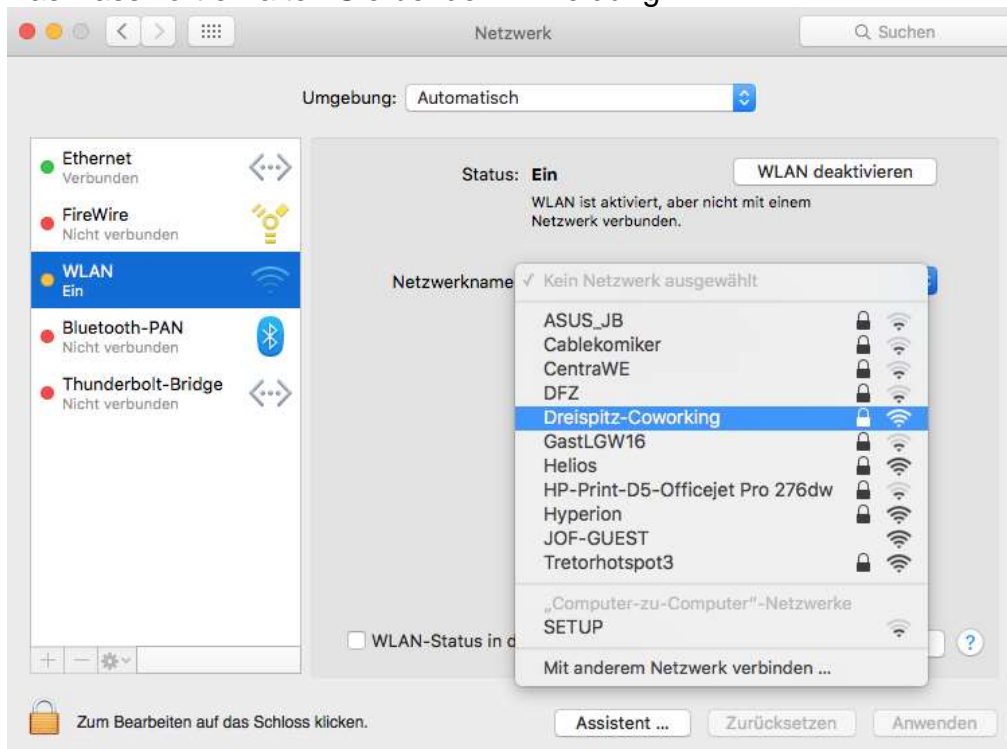 Netzwerk
Suchen
Umgebung: Automatisch
Ethernet
Verbunden
FireWire
Nicht verbunden
WLAN
Ein
Bluetooth-PAN
Nicht verbunden
Thunderbolt-Bridge
Nicht verbunden
Status: Ein
WLAN deaktivieren
WLAN ist aktiviert, aber nicht mit einem
Netzwerk verbunden.
Netzwerkname
✓ Kein Netzwerk ausgewählt
ASUS_JB
Cablekomiker
CentraWE
DFZ
Dreispitz-Coworking
GastLGW16
Helios
HP-Print-D5-Officejet Pro 276dw
Hyperion
JOF-GUEST
Tretorhotspot3
„Computer-zu-Computer"-Netzwerke
SETUP
Mit anderem Netzwerk verbinden ...
WLAN-Status in d
?
Zum Bearbeiten auf das Schloss klicken.
Assistent ...
Zurücksetzen
Anwenden